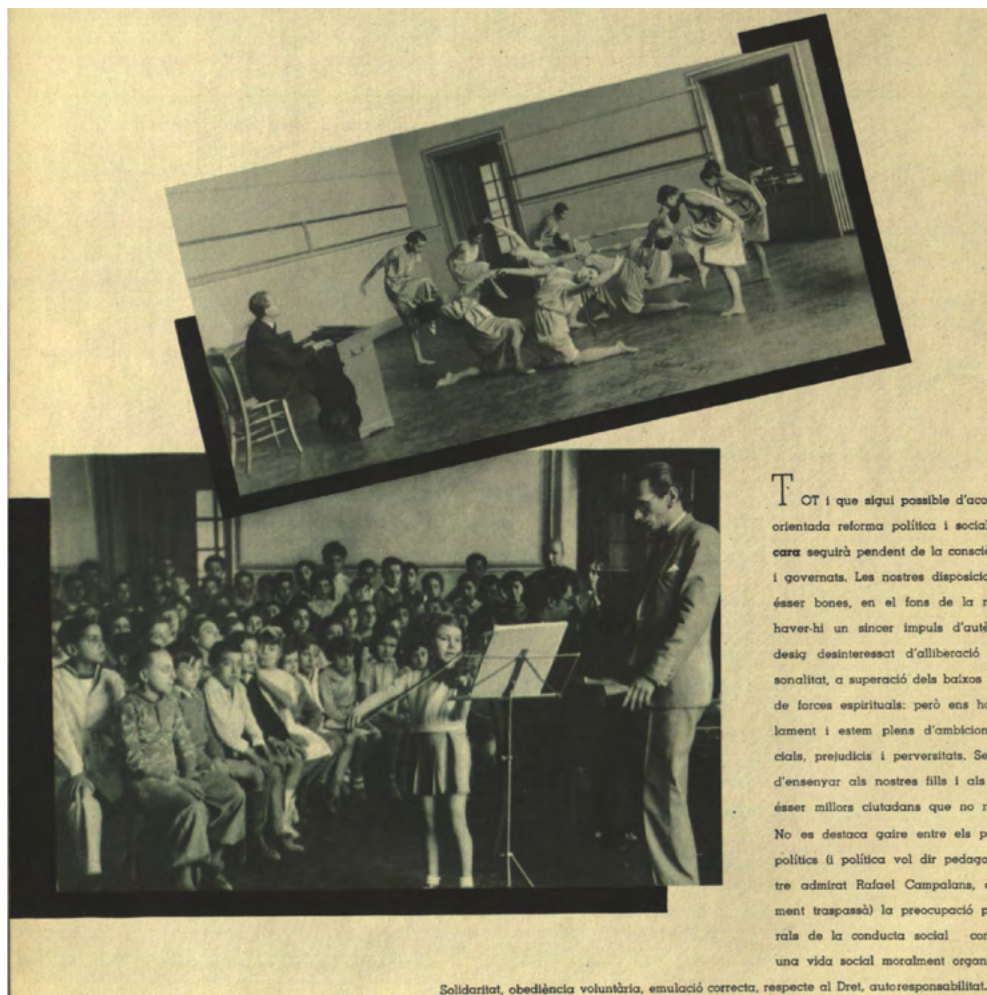 TOT i que sigui possible d'aco
orientada reforma política i social
cara seguirà pendent de la consciè
i governats. Les nostres disposicio
ésser bones, en el fons de la n
haver-hi un sincer impuls d'autè
desig desinteressat d'alliberació
sonalitat, a superació dels baixos
de forces espirituals: però ens ha
lament i estem plens d'ambicion
cials, prejudicis i perversitats. Se
d'ensenyar als nostres fills i als
ésser millors ciutadans que no n
No es destaca gaire entre els p
polítics (i política vol dir pedago
tre admirat Rafael Campalans,
ment traspassà) la preocupació p
rals de la conducta social con
una vida social moralment organ
Solidaritat, obediència voluntària, emulació correcta, respecte al Dret, autoresponsabilitat.